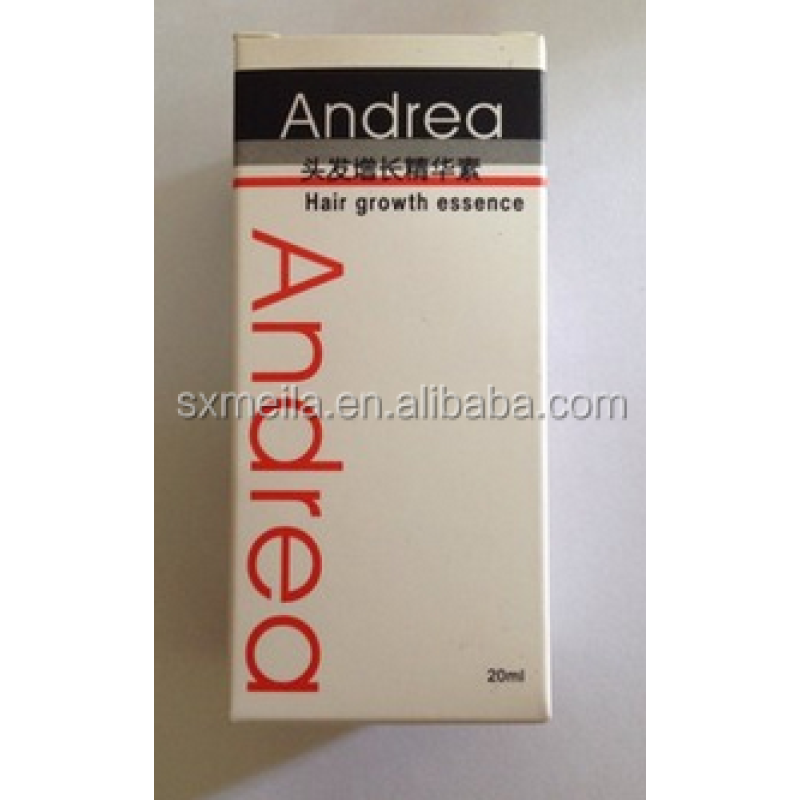 Andrea
头发增长精华素
Hair growth essence
Andrea
sxmeila.en.alibaba.com
20ml